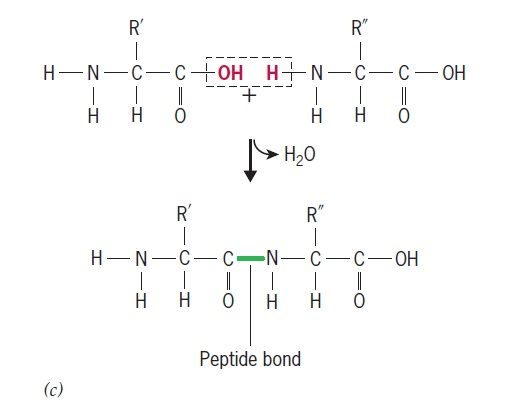 R′ R″
H—N—C—C—OH H—N—C—C—OH
+
H H O H H O
H₂O
R′ R″
H—N—C—C—N—C—C—OH
H H O H H O
Peptide bond
(c)